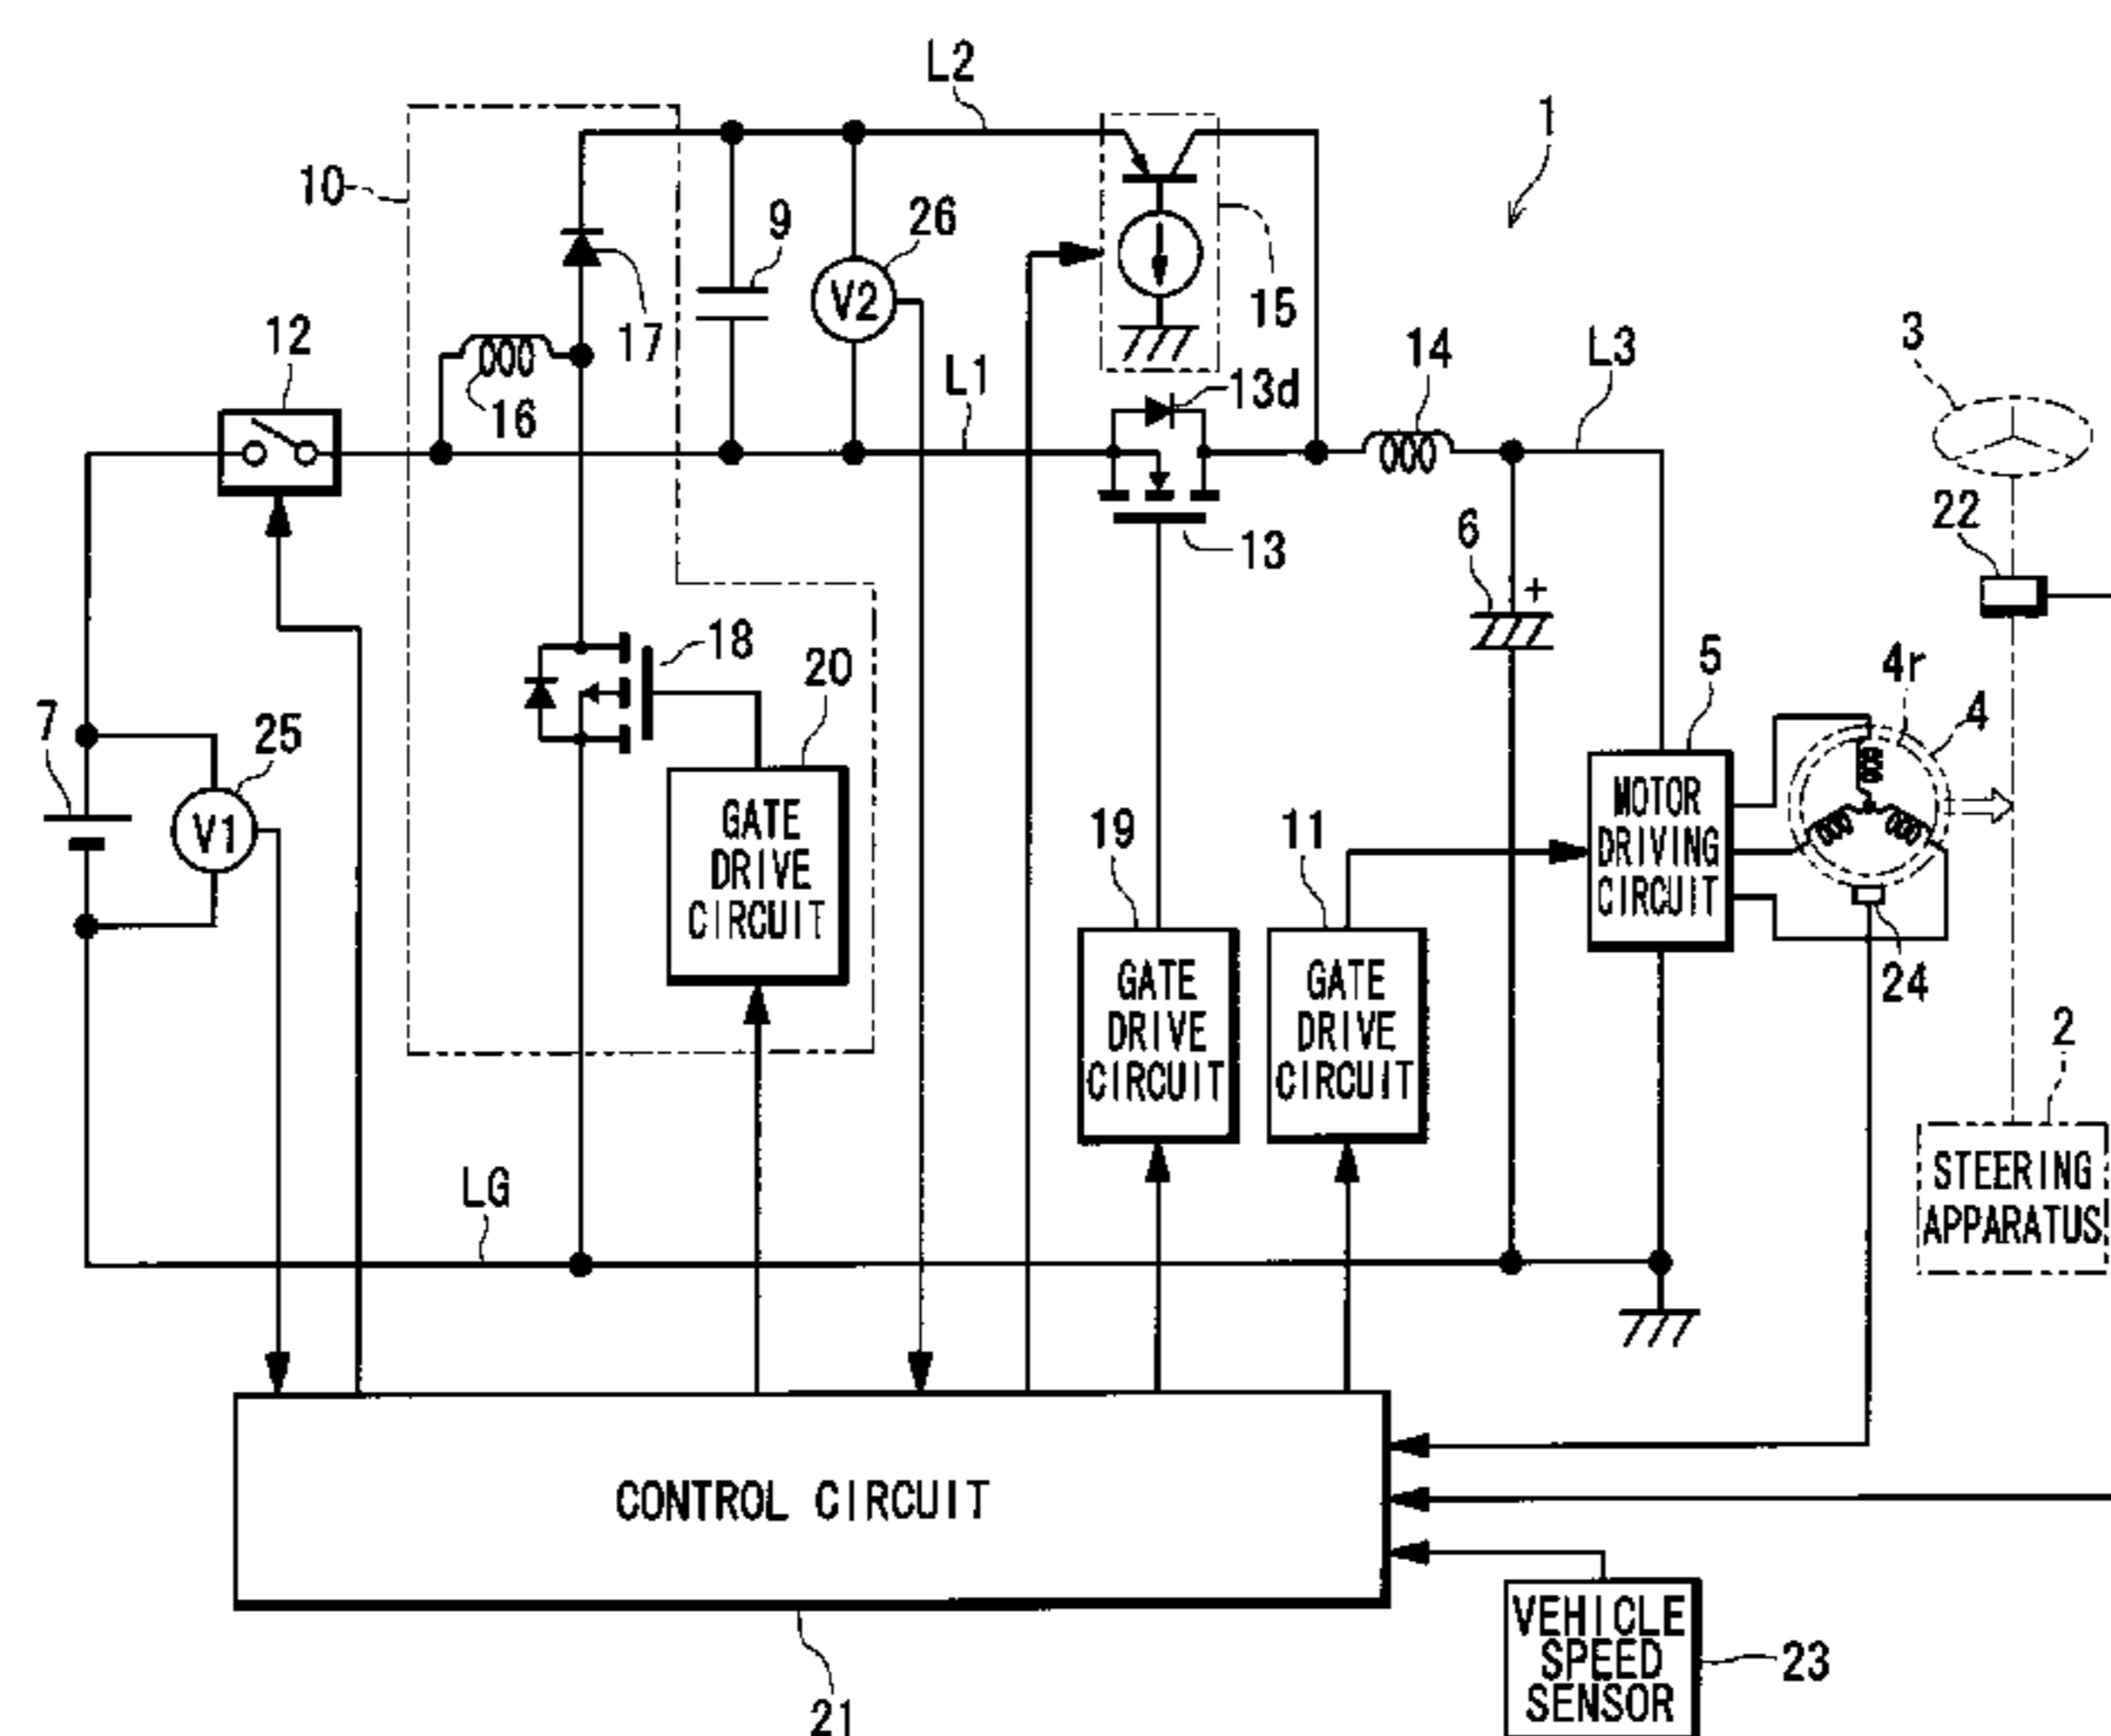 L2
1
10
9
26
V2
15
17
12
16
L1
13d
14
L3
3
13
6
+
22
18
20
5
4r
4
7
25
V1
GATE
DRIVE
CIRCUIT
19
11
MOTOR
DRIVING
CIRCUIT
24
GATE
DRIVE
CIRCUIT
GATE
DRIVE
CIRCUIT
2
STEERING
APPARATUS
LG
CONTROL CIRCUIT
VEHICLE
SPEED
SENSOR
23
21